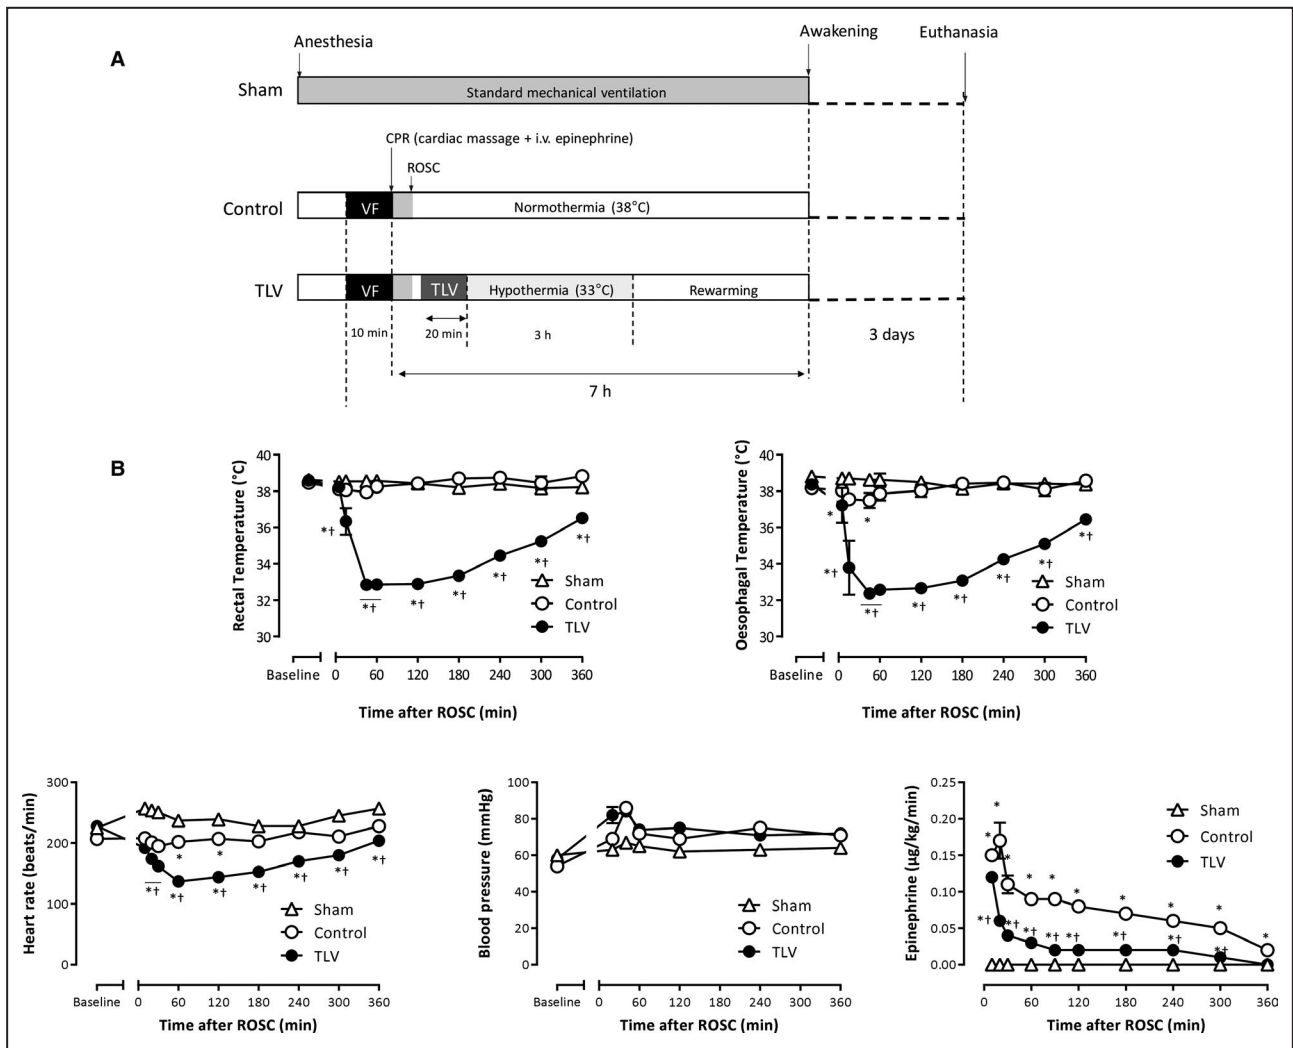 A
Anesthesia
Awakening
Euthanasia
Sham
Standard mechanical ventilation
CPR (cardiac massage + i.v. epinephrine)
ROSC
Control
VF
Normothermia (38°C)
TLV
VF
TLV
Hypothermia (33°C)
Rewarming
10 min
20 min
3 h
3 days
7 h
B
Rectal Temperature (°C)
40
38
36
34
32
30
*†
*†
*†
*†
*†
*†
*†
Sham
Control
TLV
Baseline
0
60
120
180
240
300
360
Time after ROSC (min)
Oesophagal Temperature (°C)
40
38
36
34
32
30
*
*
*†
*†
*†
*†
*†
*†
*†
Sham
Control
TLV
Baseline
0
60
120
180
240
300
360
Time after ROSC (min)
Heart rate (beats/min)
300
200
100
0
*
*
*†
*†
*†
*†
*†
*†
*†
Sham
Control
TLV
Baseline
0
60
120
180
240
300
360
Time after ROSC (min)
Blood pressure (mmHg)
100
80
60
40
20
0
Sham
Control
TLV
Baseline
0
60
120
180
240
300
360
Time after ROSC (min)
Epinephrine (µg/kg/min)
0.25
0.20
0.15
0.10
0.05
0.00
*
*
*
*
*
*
*
*
*
*
*†
*†
*†
*†
*†
*†
*†
*†
Sham
Control
TLV
0
60
120
180
240
300
360
Time after ROSC (min)